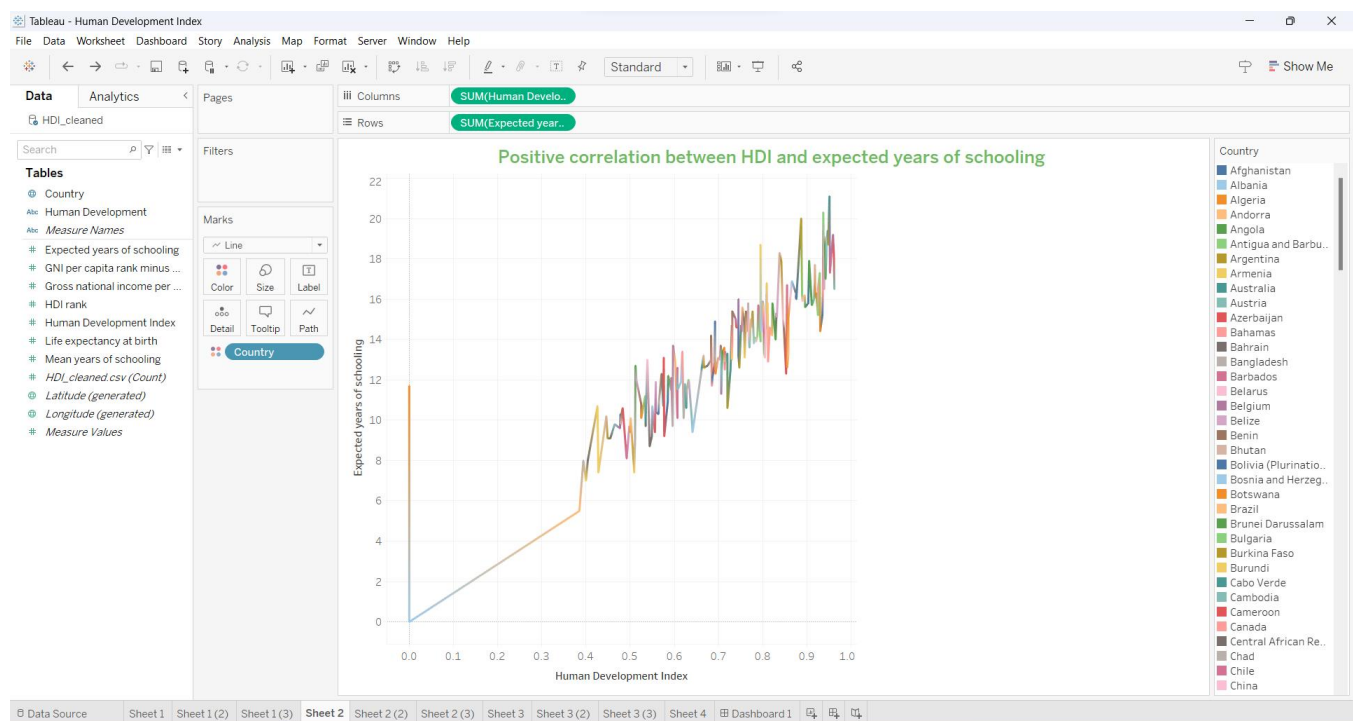 Tableau - Human Development Index
File Data Worksheet Dashboard Story Analysis Map Format Server Window Help
Standard
Show Me
Data Analytics
HDI_cleaned
Search
Tables
Country
Abc Human Development
Abc Measure Names
# Expected years of schooling
# GNI per capita rank minus ...
# Gross national income per ...
# HDI rank
# Human Development Index
# Life expectancy at birth
# Mean years of schooling
# HDI_cleaned.csv (Count)
Latitude (generated)
Longitude (generated)
# Measure Values
Pages
Filters
Marks
Line
Color Size Label
Detail Tooltip Path
Country
iii Columns SUM(Human Develo..
Rows SUM(Expected year..
Positive correlation between HDI and expected years of schooling
22
20
18
16
14
12
10
8
6
4
2
0
Expected years of schooling
0.0 0.1 0.2 0.3 0.4 0.5 0.6 0.7 0.8 0.9 1.0
Human Development Index
Country
Afghanistan
Albania
Algeria
Andorra
Angola
Antigua and Barbu..
Argentina
Armenia
Australia
Austria
Azerbaijan
Bahamas
Bahrain
Bangladesh
Barbados
Belarus
Belgium
Belize
Benin
Bhutan
Bolivia (Plurinatio..
Bosnia and Herzeg..
Botswana
Brazil
Brunei Darussalam
Bulgaria
Burkina Faso
Burundi
Cabo Verde
Cambodia
Cameroon
Canada
Central African Re..
Chad
Chile
China
Data Source Sheet 1 Sheet 1 (2) Sheet 1 (3) Sheet 2 Sheet 2 (2) Sheet 2 (3) Sheet 3 Sheet 3 (2) Sheet 3 (3) Sheet 4 Dashboard 1